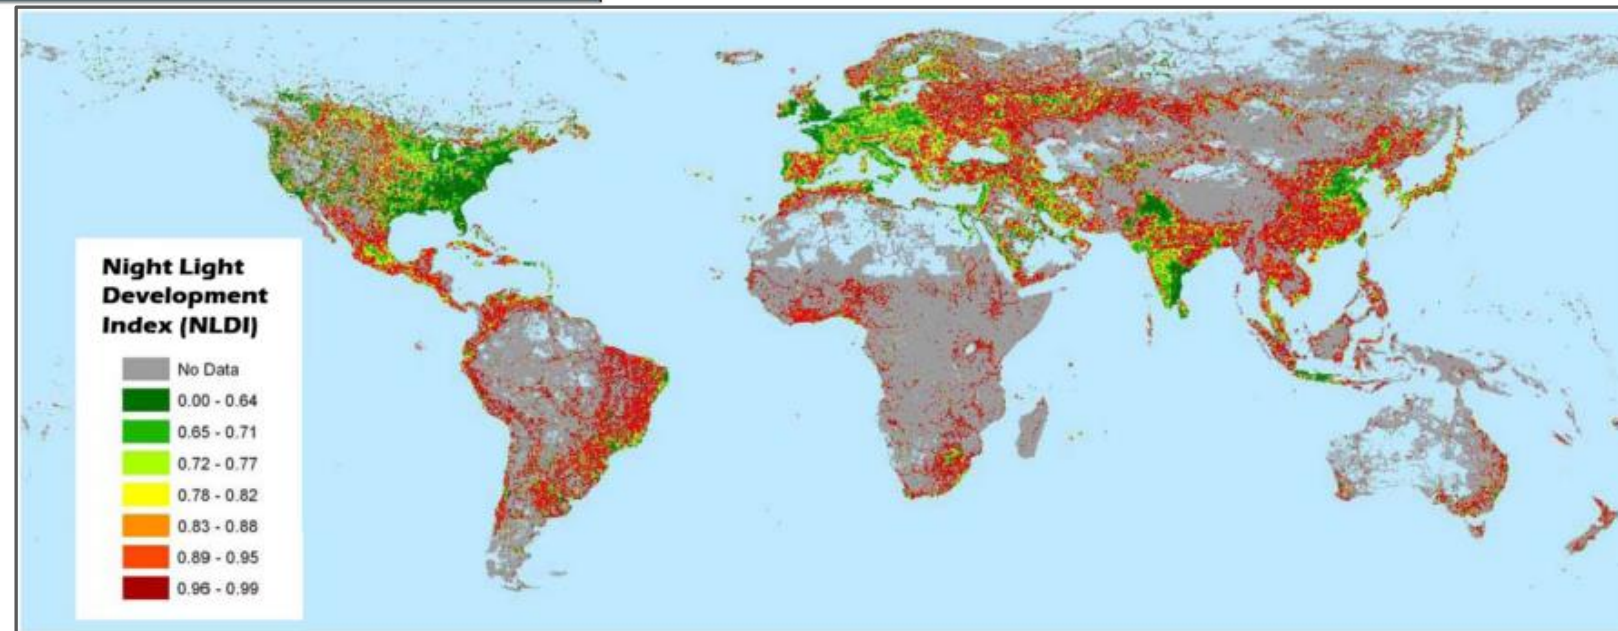 Night Light
Development
Index (NLDI)
No Data
0.00 - 0.64
0.65 - 0.71
0.72 - 0.77
0.78 - 0.82
0.83 - 0.88
0.89 - 0.95
0.96 - 0.99